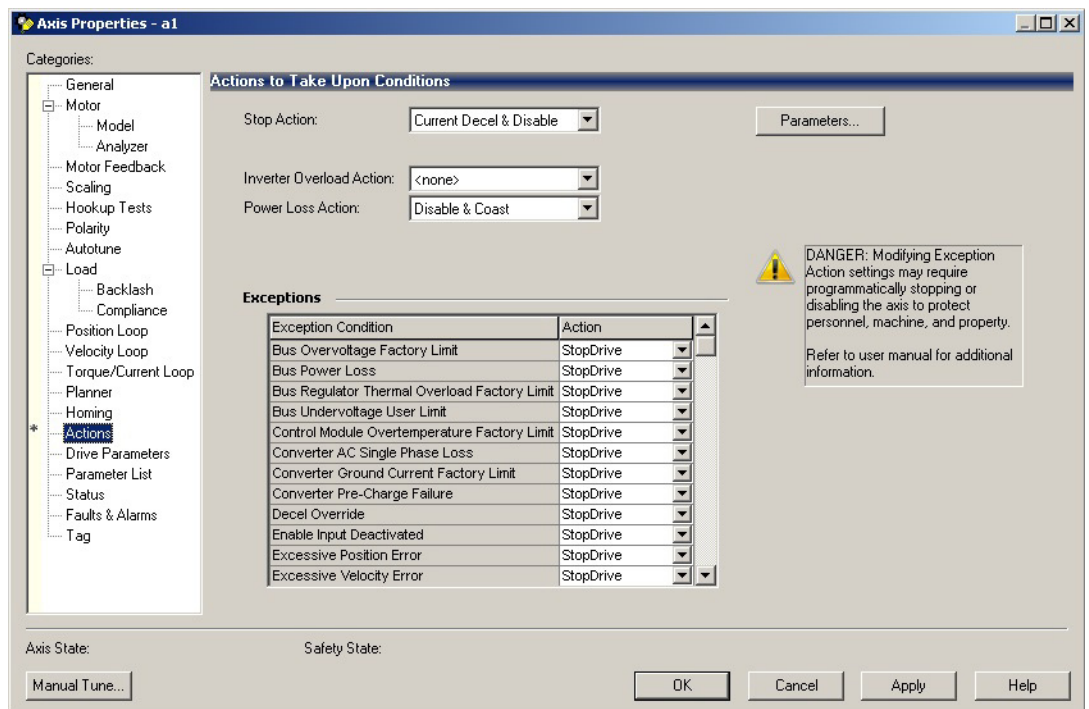 Axis Properties - a1
Categories:
General
Motor
Model
Analyzer
Motor Feedback
Scaling
Hookup Tests
Polarity
Autotune
Load
Backlash
Compliance
Position Loop
Velocity Loop
Torque/Current Loop
Planner
Homing
* Actions
Drive Parameters
Parameter List
Status
Faults & Alarms
Tag
Actions to Take Upon Conditions
Stop Action: Current Decel & Disable Parameters...
Inverter Overload Action: <none>
Power Loss Action: Disable & Coast
DANGER: Modifying Exception
Action settings may require
programmatically stopping or
disabling the axis to protect
personnel, machine, and property.
Refer to user manual for additional
information.
Exceptions
Exception Condition Action
Bus Overvoltage Factory Limit StopDrive
Bus Power Loss StopDrive
Bus Regulator Thermal Overload Factory Limit StopDrive
Bus Undervoltage User Limit StopDrive
Control Module Overtemperature Factory Limit StopDrive
Converter AC Single Phase Loss StopDrive
Converter Ground Current Factory Limit StopDrive
Converter Pre-Charge Failure StopDrive
Decel Override StopDrive
Enable Input Deactivated StopDrive
Excessive Position Error StopDrive
Excessive Velocity Error StopDrive
Axis State: Safety State:
Manual Tune... OK Cancel Apply Help